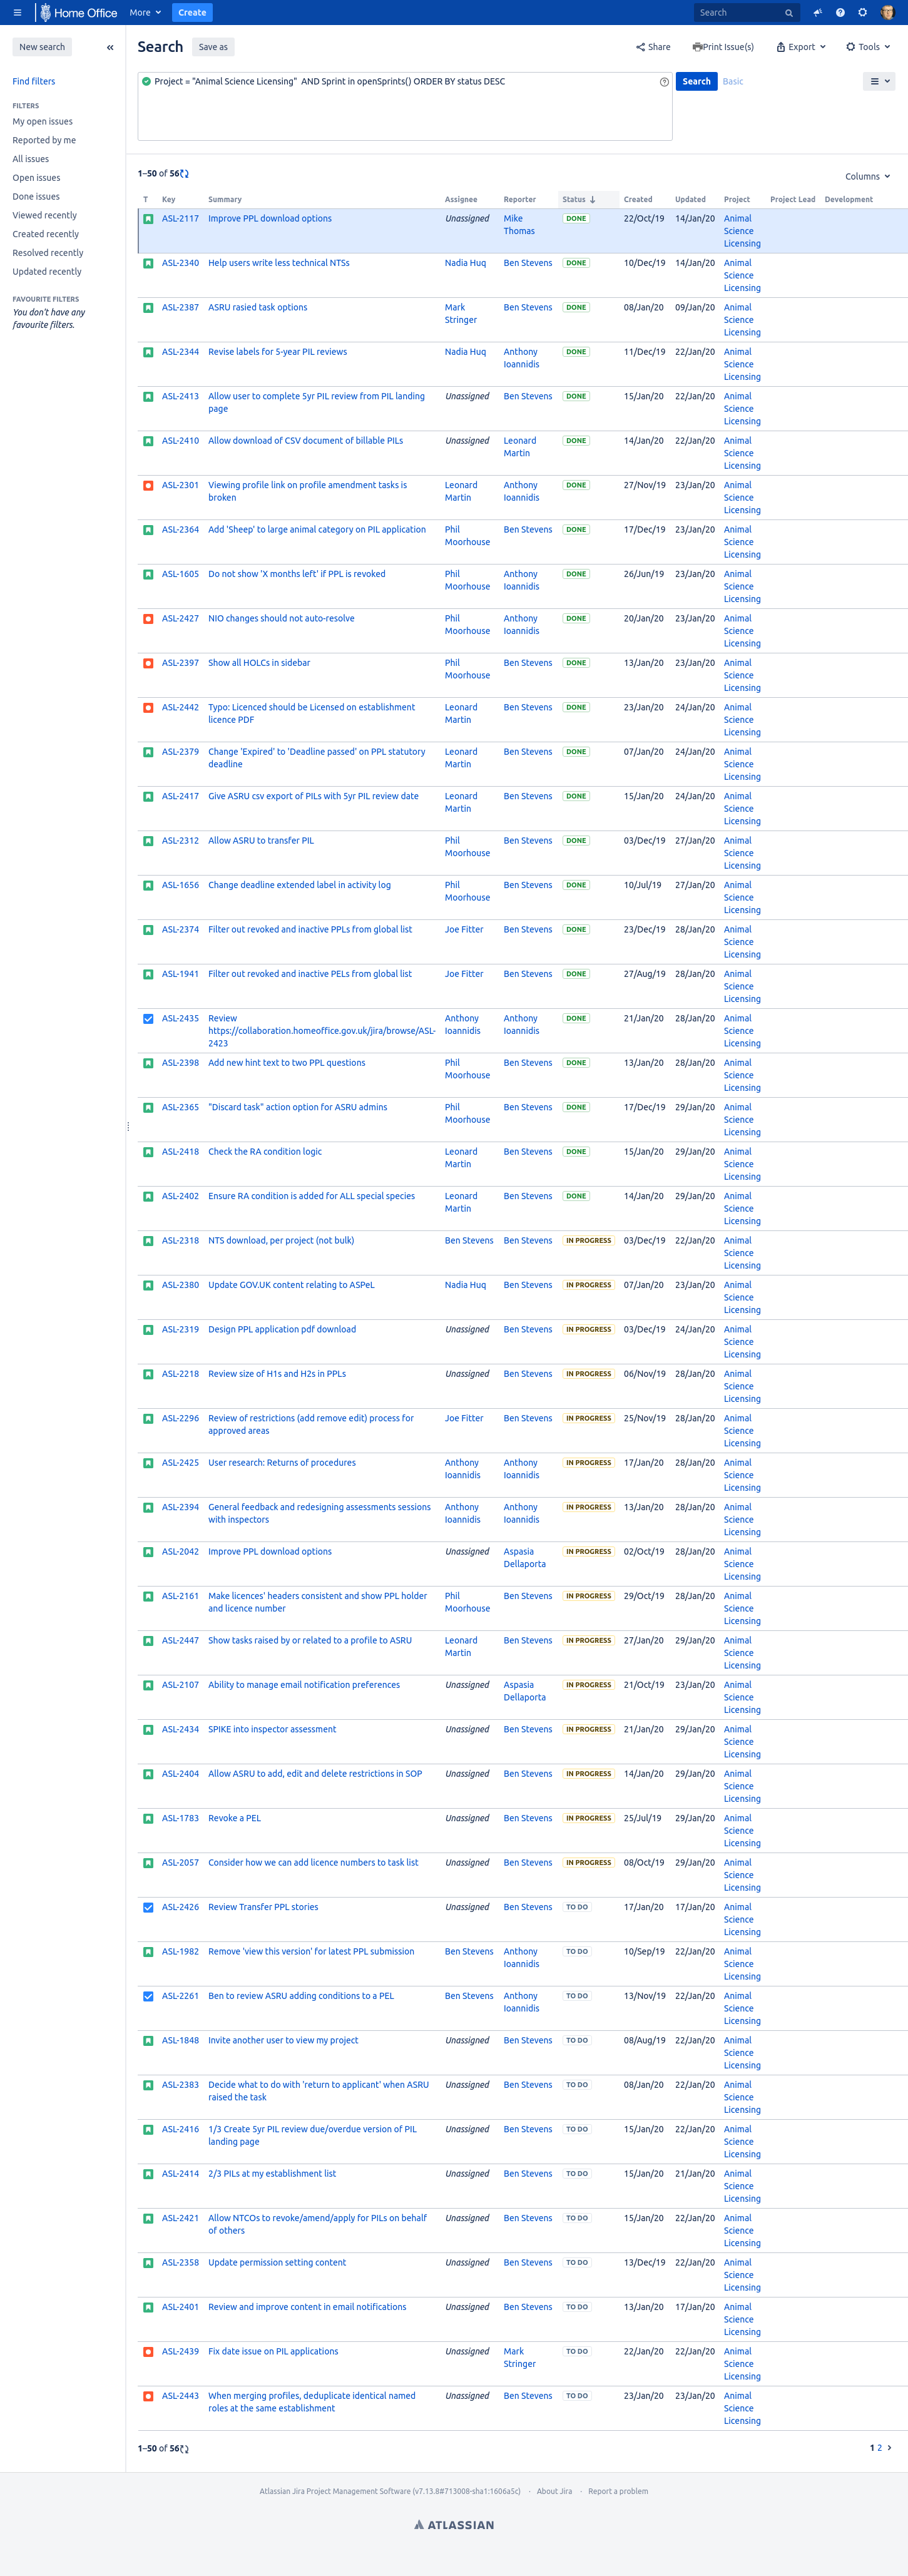 Home Office More Create Search
New search
Find filters
FILTERS
My open issues
Reported by me
All issues
Open issues
Done issues
Viewed recently
Created recently
Resolved recently
Updated recently
FAVOURITE FILTERS
You don't have any
favourite filters.
Search Save as Share Print Issue(s) Export Tools
Project = "Animal Science Licensing"  AND Sprint in openSprints() ORDER BY status DESC Search Basic
1–50 of 56 Columns
T Key Summary Assignee Reporter Status Created Updated Project Project Lead Development
ASL-2117 Improve PPL download options Unassigned Mike Thomas DONE 22/Oct/19 14/Jan/20 Animal Science Licensing
ASL-2340 Help users write less technical NTSs Nadia Huq Ben Stevens DONE 10/Dec/19 14/Jan/20 Animal Science Licensing
ASL-2387 ASRU rasied task options Mark Stringer Ben Stevens DONE 08/Jan/20 09/Jan/20 Animal Science Licensing
ASL-2344 Revise labels for 5-year PIL reviews Nadia Huq Anthony Ioannidis DONE 11/Dec/19 22/Jan/20 Animal Science Licensing
ASL-2413 Allow user to complete 5yr PIL review from PIL landing page Unassigned Ben Stevens DONE 15/Jan/20 22/Jan/20 Animal Science Licensing
ASL-2410 Allow download of CSV document of billable PILs Unassigned Leonard Martin DONE 14/Jan/20 22/Jan/20 Animal Science Licensing
ASL-2301 Viewing profile link on profile amendment tasks is broken Leonard Martin Anthony Ioannidis DONE 27/Nov/19 23/Jan/20 Animal Science Licensing
ASL-2364 Add 'Sheep' to large animal category on PIL application Phil Moorhouse Ben Stevens DONE 17/Dec/19 23/Jan/20 Animal Science Licensing
ASL-1605 Do not show 'X months left' if PPL is revoked Phil Moorhouse Anthony Ioannidis DONE 26/Jun/19 23/Jan/20 Animal Science Licensing
ASL-2427 NIO changes should not auto-resolve Phil Moorhouse Anthony Ioannidis DONE 20/Jan/20 23/Jan/20 Animal Science Licensing
ASL-2397 Show all HOLCs in sidebar Phil Moorhouse Ben Stevens DONE 13/Jan/20 23/Jan/20 Animal Science Licensing
ASL-2442 Typo: Licenced should be Licensed on establishment licence PDF Leonard Martin Ben Stevens DONE 23/Jan/20 24/Jan/20 Animal Science Licensing
ASL-2379 Change 'Expired' to 'Deadline passed' on PPL statutory deadline Leonard Martin Ben Stevens DONE 07/Jan/20 24/Jan/20 Animal Science Licensing
ASL-2417 Give ASRU csv export of PILs with 5yr PIL review date Leonard Martin Ben Stevens DONE 15/Jan/20 24/Jan/20 Animal Science Licensing
ASL-2312 Allow ASRU to transfer PIL Phil Moorhouse Ben Stevens DONE 03/Dec/19 27/Jan/20 Animal Science Licensing
ASL-1656 Change deadline extended label in activity log Phil Moorhouse Ben Stevens DONE 10/Jul/19 27/Jan/20 Animal Science Licensing
ASL-2374 Filter out revoked and inactive PPLs from global list Joe Fitter Ben Stevens DONE 23/Dec/19 28/Jan/20 Animal Science Licensing
ASL-1941 Filter out revoked and inactive PELs from global list Joe Fitter Ben Stevens DONE 27/Aug/19 28/Jan/20 Animal Science Licensing
ASL-2435 Review https://collaboration.homeoffice.gov.uk/jira/browse/ASL-2423 Anthony Ioannidis Anthony Ioannidis DONE 21/Jan/20 28/Jan/20 Animal Science Licensing
ASL-2398 Add new hint text to two PPL questions Phil Moorhouse Ben Stevens DONE 13/Jan/20 28/Jan/20 Animal Science Licensing
ASL-2365 "Discard task" action option for ASRU admins Phil Moorhouse Ben Stevens DONE 17/Dec/19 29/Jan/20 Animal Science Licensing
ASL-2418 Check the RA condition logic Leonard Martin Ben Stevens DONE 15/Jan/20 29/Jan/20 Animal Science Licensing
ASL-2402 Ensure RA condition is added for ALL special species Leonard Martin Ben Stevens DONE 14/Jan/20 29/Jan/20 Animal Science Licensing
ASL-2318 NTS download, per project (not bulk) Ben Stevens Ben Stevens IN PROGRESS 03/Dec/19 22/Jan/20 Animal Science Licensing
ASL-2380 Update GOV.UK content relating to ASPeL Nadia Huq Ben Stevens IN PROGRESS 07/Jan/20 23/Jan/20 Animal Science Licensing
ASL-2319 Design PPL application pdf download Unassigned Ben Stevens IN PROGRESS 03/Dec/19 24/Jan/20 Animal Science Licensing
ASL-2218 Review size of H1s and H2s in PPLs Unassigned Ben Stevens IN PROGRESS 06/Nov/19 28/Jan/20 Animal Science Licensing
ASL-2296 Review of restrictions (add remove edit) process for approved areas Joe Fitter Ben Stevens IN PROGRESS 25/Nov/19 28/Jan/20 Animal Science Licensing
ASL-2425 User research: Returns of procedures Anthony Ioannidis Anthony Ioannidis IN PROGRESS 17/Jan/20 28/Jan/20 Animal Science Licensing
ASL-2394 General feedback and redesigning assessments sessions with inspectors Anthony Ioannidis Anthony Ioannidis IN PROGRESS 13/Jan/20 28/Jan/20 Animal Science Licensing
ASL-2042 Improve PPL download options Unassigned Aspasia Dellaporta IN PROGRESS 02/Oct/19 28/Jan/20 Animal Science Licensing
ASL-2161 Make licences' headers consistent and show PPL holder and licence number Phil Moorhouse Ben Stevens IN PROGRESS 29/Oct/19 28/Jan/20 Animal Science Licensing
ASL-2447 Show tasks raised by or related to a profile to ASRU Leonard Martin Ben Stevens IN PROGRESS 27/Jan/20 29/Jan/20 Animal Science Licensing
ASL-2107 Ability to manage email notification preferences Unassigned Aspasia Dellaporta IN PROGRESS 21/Oct/19 23/Jan/20 Animal Science Licensing
ASL-2434 SPIKE into inspector assessment Unassigned Ben Stevens IN PROGRESS 21/Jan/20 29/Jan/20 Animal Science Licensing
ASL-2404 Allow ASRU to add, edit and delete restrictions in SOP Unassigned Ben Stevens IN PROGRESS 14/Jan/20 29/Jan/20 Animal Science Licensing
ASL-1783 Revoke a PEL Unassigned Ben Stevens IN PROGRESS 25/Jul/19 29/Jan/20 Animal Science Licensing
ASL-2057 Consider how we can add licence numbers to task list Unassigned Ben Stevens IN PROGRESS 08/Oct/19 29/Jan/20 Animal Science Licensing
ASL-2426 Review Transfer PPL stories Unassigned Ben Stevens TO DO 17/Jan/20 17/Jan/20 Animal Science Licensing
ASL-1982 Remove 'view this version' for latest PPL submission Ben Stevens Anthony Ioannidis TO DO 10/Sep/19 22/Jan/20 Animal Science Licensing
ASL-2261 Ben to review ASRU adding conditions to a PEL Ben Stevens Anthony Ioannidis TO DO 13/Nov/19 22/Jan/20 Animal Science Licensing
ASL-1848 Invite another user to view my project Unassigned Ben Stevens TO DO 08/Aug/19 22/Jan/20 Animal Science Licensing
ASL-2383 Decide what to do with 'return to applicant' when ASRU raised the task Unassigned Ben Stevens TO DO 08/Jan/20 22/Jan/20 Animal Science Licensing
ASL-2416 1/3 Create 5yr PIL review due/overdue version of PIL landing page Unassigned Ben Stevens TO DO 15/Jan/20 22/Jan/20 Animal Science Licensing
ASL-2414 2/3 PILs at my establishment list Unassigned Ben Stevens TO DO 15/Jan/20 21/Jan/20 Animal Science Licensing
ASL-2421 Allow NTCOs to revoke/amend/apply for PILs on behalf of others Unassigned Ben Stevens TO DO 15/Jan/20 22/Jan/20 Animal Science Licensing
ASL-2358 Update permission setting content Unassigned Ben Stevens TO DO 13/Dec/19 22/Jan/20 Animal Science Licensing
ASL-2401 Review and improve content in email notifications Unassigned Ben Stevens TO DO 13/Jan/20 17/Jan/20 Animal Science Licensing
ASL-2439 Fix date issue on PIL applications Unassigned Mark Stringer TO DO 22/Jan/20 22/Jan/20 Animal Science Licensing
ASL-2443 When merging profiles, deduplicate identical named roles at the same establishment Unassigned Ben Stevens TO DO 23/Jan/20 23/Jan/20 Animal Science Licensing
1–50 of 56 1 2
Atlassian Jira Project Management Software (v7.13.8#713008-sha1:1606a5c) · About Jira · Report a problem
ATLASSIAN